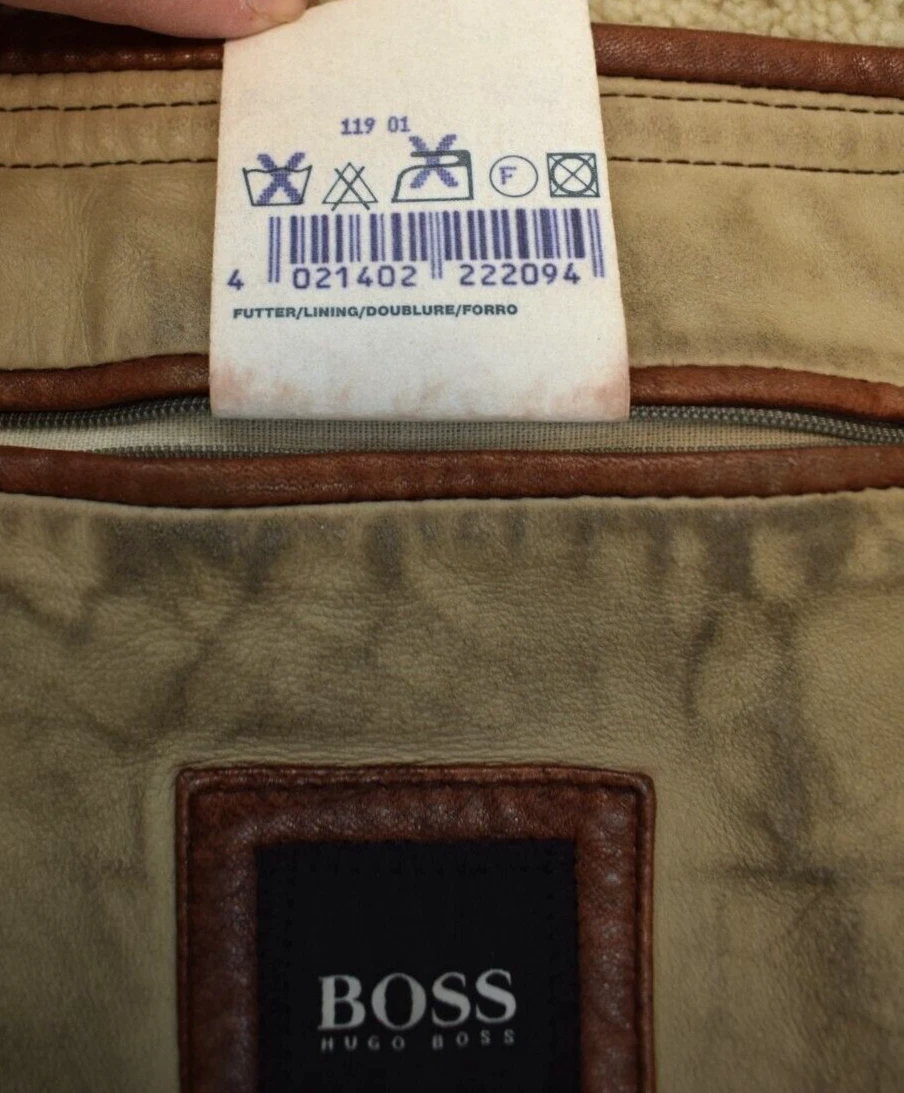 119 01
F
4 021402 222094
FUTTER/LINING/DOUBLURE/FORRO
BOSS
HUGO BOSS